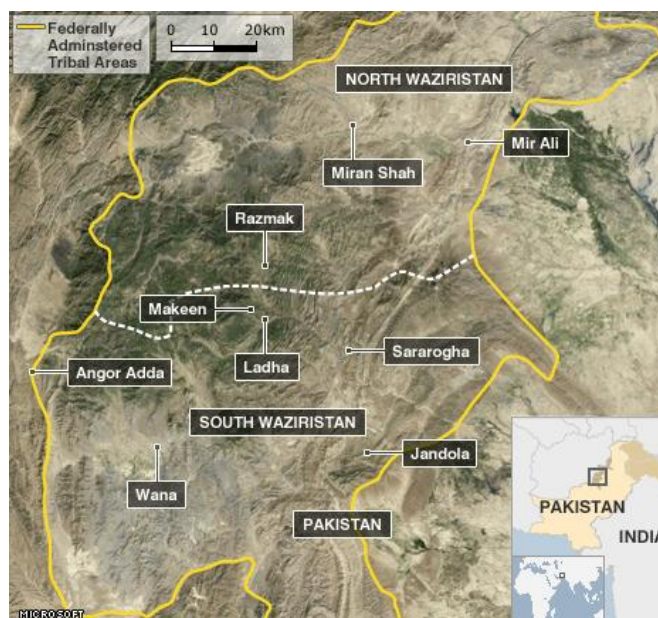 Federally
Adminstered
Tribal Areas
0 10 20km
NORTH WAZIRISTAN
Mir Ali
Miran Shah
Razmak
Makeen
Ladha
Sararogha
Angor Adda
SOUTH WAZIRISTAN
Jandola
Wana
PAKISTAN
PAKISTAN
INDIA
MICROSOFT